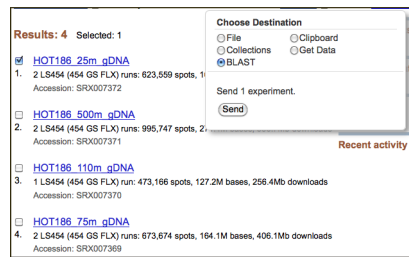 Results: 4 Selected: 1
Choose Destination
File Clipboard
Collections Get Data
BLAST
Send 1 experiment.
Send
HOT186_25m_gDNA
1. 2 LS454 (454 GS FLX) runs: 623,559 spots,
Accession: SRX007372
HOT186_500m_gDNA
2. 2 LS454 (454 GS FLX) runs: 995,747 spots,
Accession: SRX007371
Recent activity
HOT186_110m_gDNA
3. 1 LS454 (454 GS FLX) run: 473,166 spots, 127.2M bases, 256.4Mb downloads
Accession: SRX007370
HOT186_75m_gDNA
4. 2 LS454 (454 GS FLX) runs: 673,674 spots, 164.1M bases, 406.1Mb downloads
Accession: SRX007369